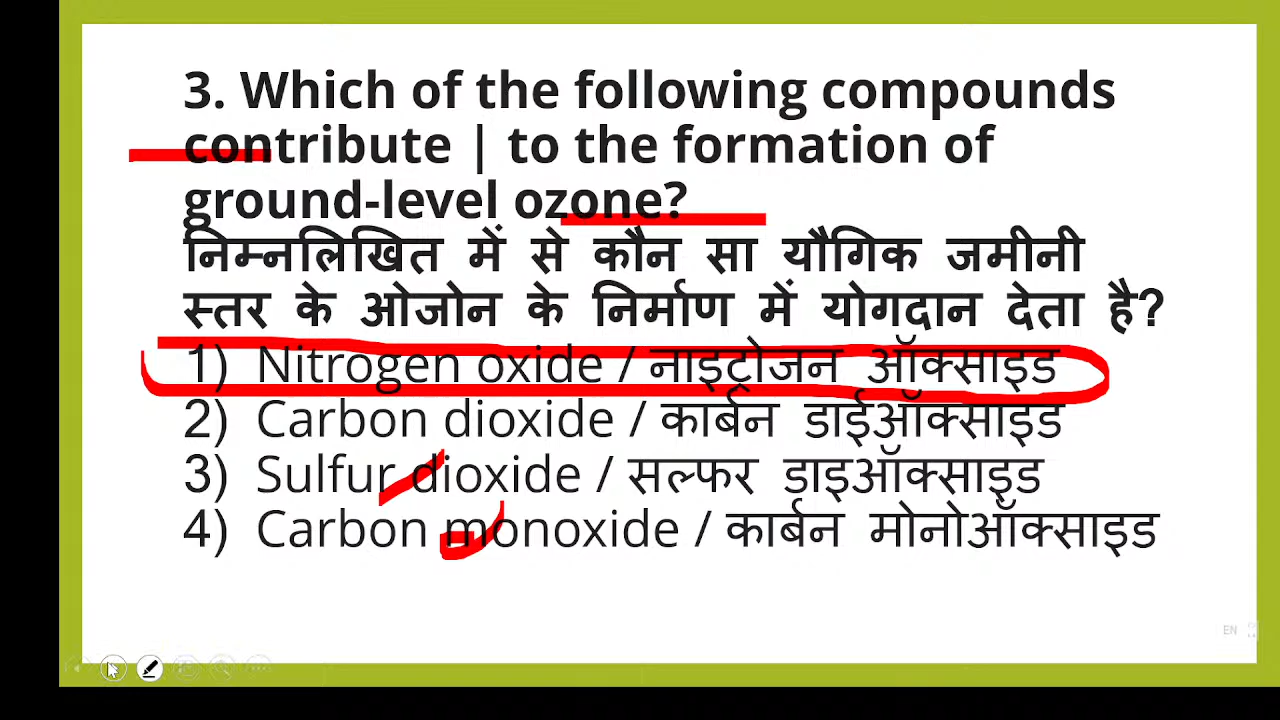 3. Which of the following compounds
contribute | to the formation of
ground-level ozone?
निम्नलिखित में से कौन सा यौगिक जमीनी
स्तर के ओजोन के निर्माण में योगदान देता है?
1) Nitrogen oxide / नाइट्रोजन ऑक्साइड
2) Carbon dioxide / कार्बन डाईऑक्साइड
3) Sulfur dioxide / सल्फर डाइऑक्साइड
4) Carbon monoxide / कार्बन मोनोऑक्साइड
EN